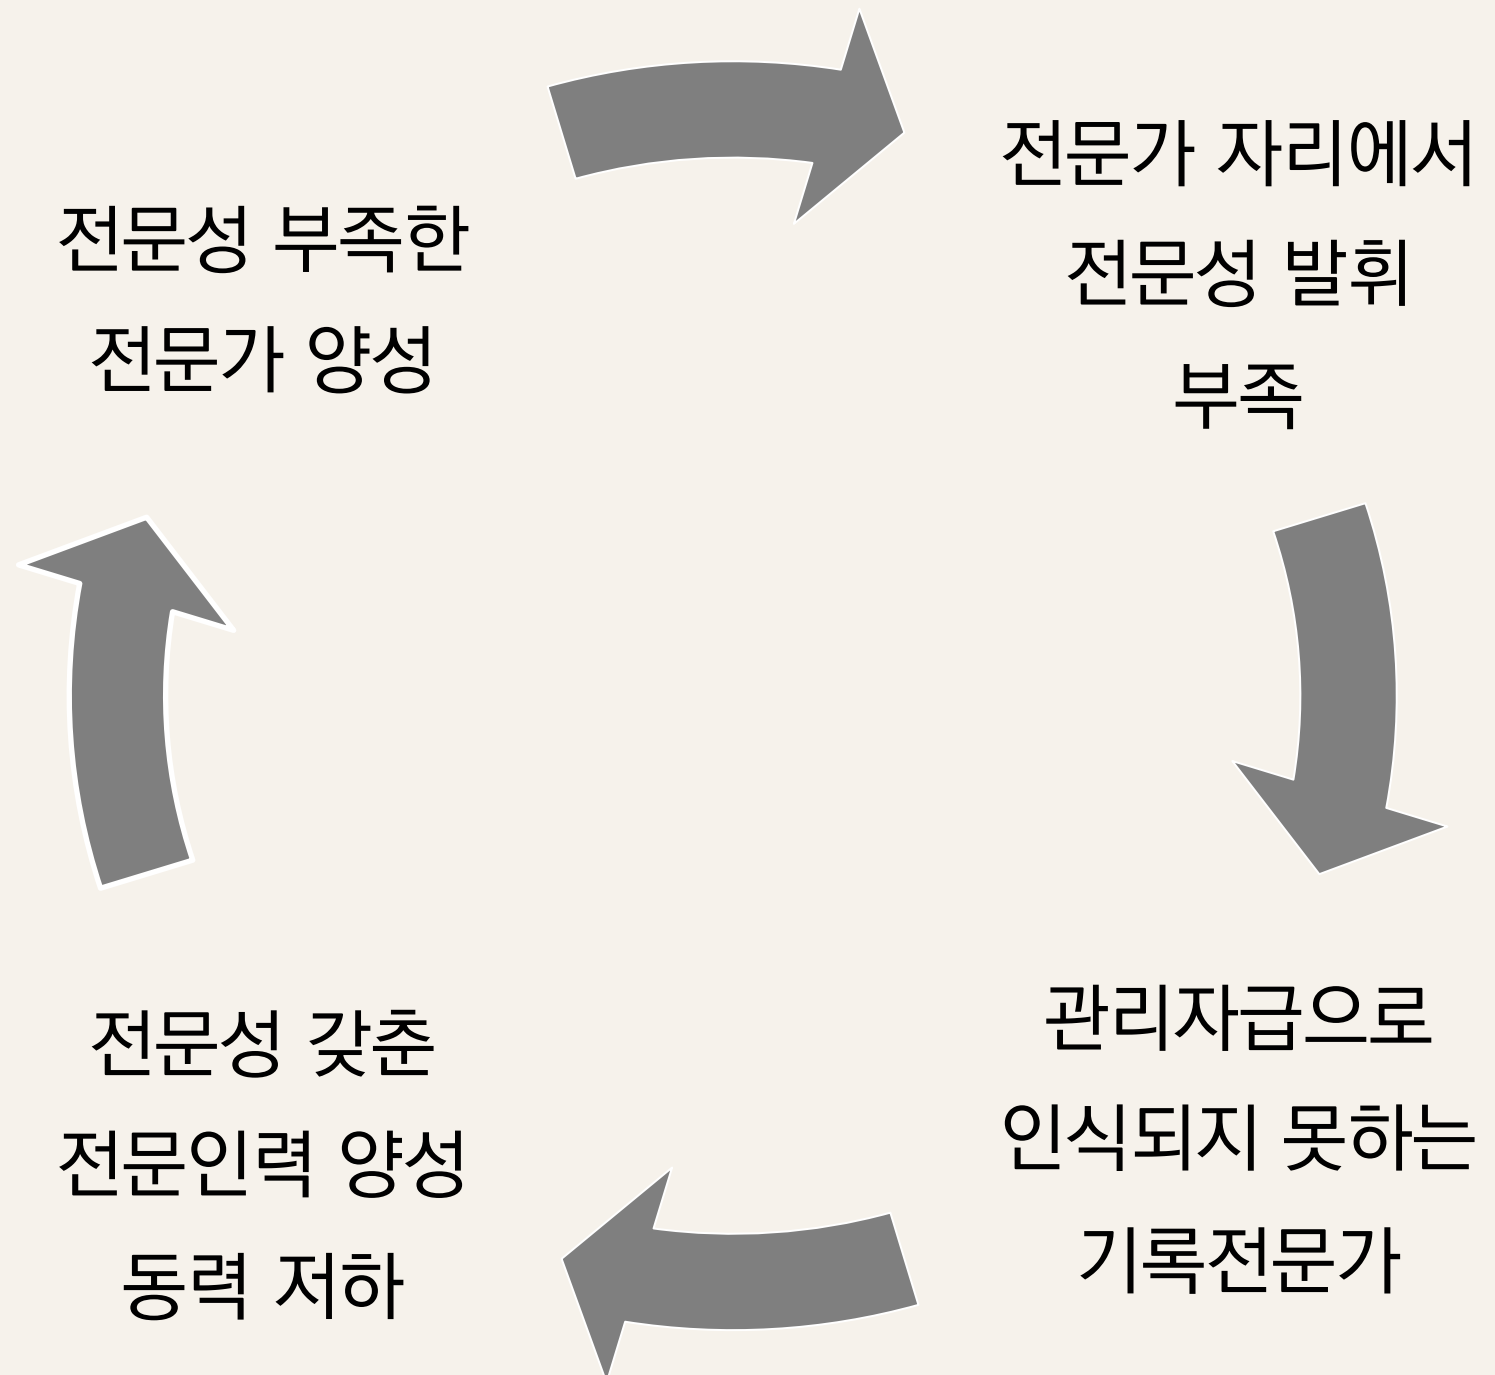 전문성 부족한
전문가 양성
전문가 자리에서
전문성 발휘
부족
관리자급으로
인식되지 못하는
기록전문가
전문성 갖춘
전문인력 양성
동력 저하